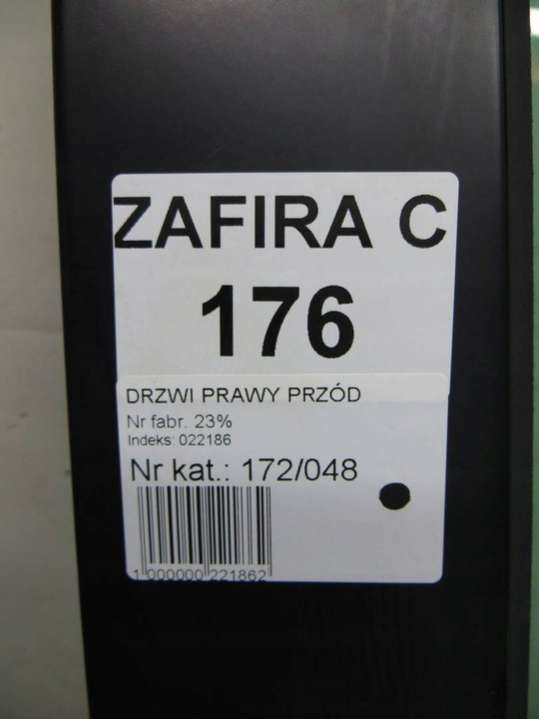 ZAFIRA C
176
DRZWI PRAWY PRZÓD
Nr fabr. 23%
Indeks: 022186
Nr kat.: 172/048
1 000000 221862